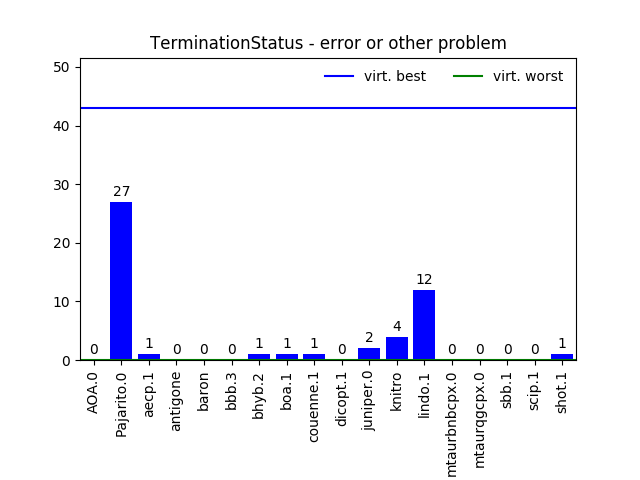 TerminationStatus - error or other problem
virt. best virt. worst
50
40
30
20
10
0
0 27 1 0 0 0 1 1 1 0 2 4 12 0 0 0 0 1
AOA.0
Pajarito.0
aecp.1
antigone
baron
bbb.3
bhyb.2
boa.1
couenne.1
dicopt.1
juniper.0
knitro
lindo.1
mtaurbnbcpx.0
mtaurqgcpx.0
sbb.1
scip.1
shot.1